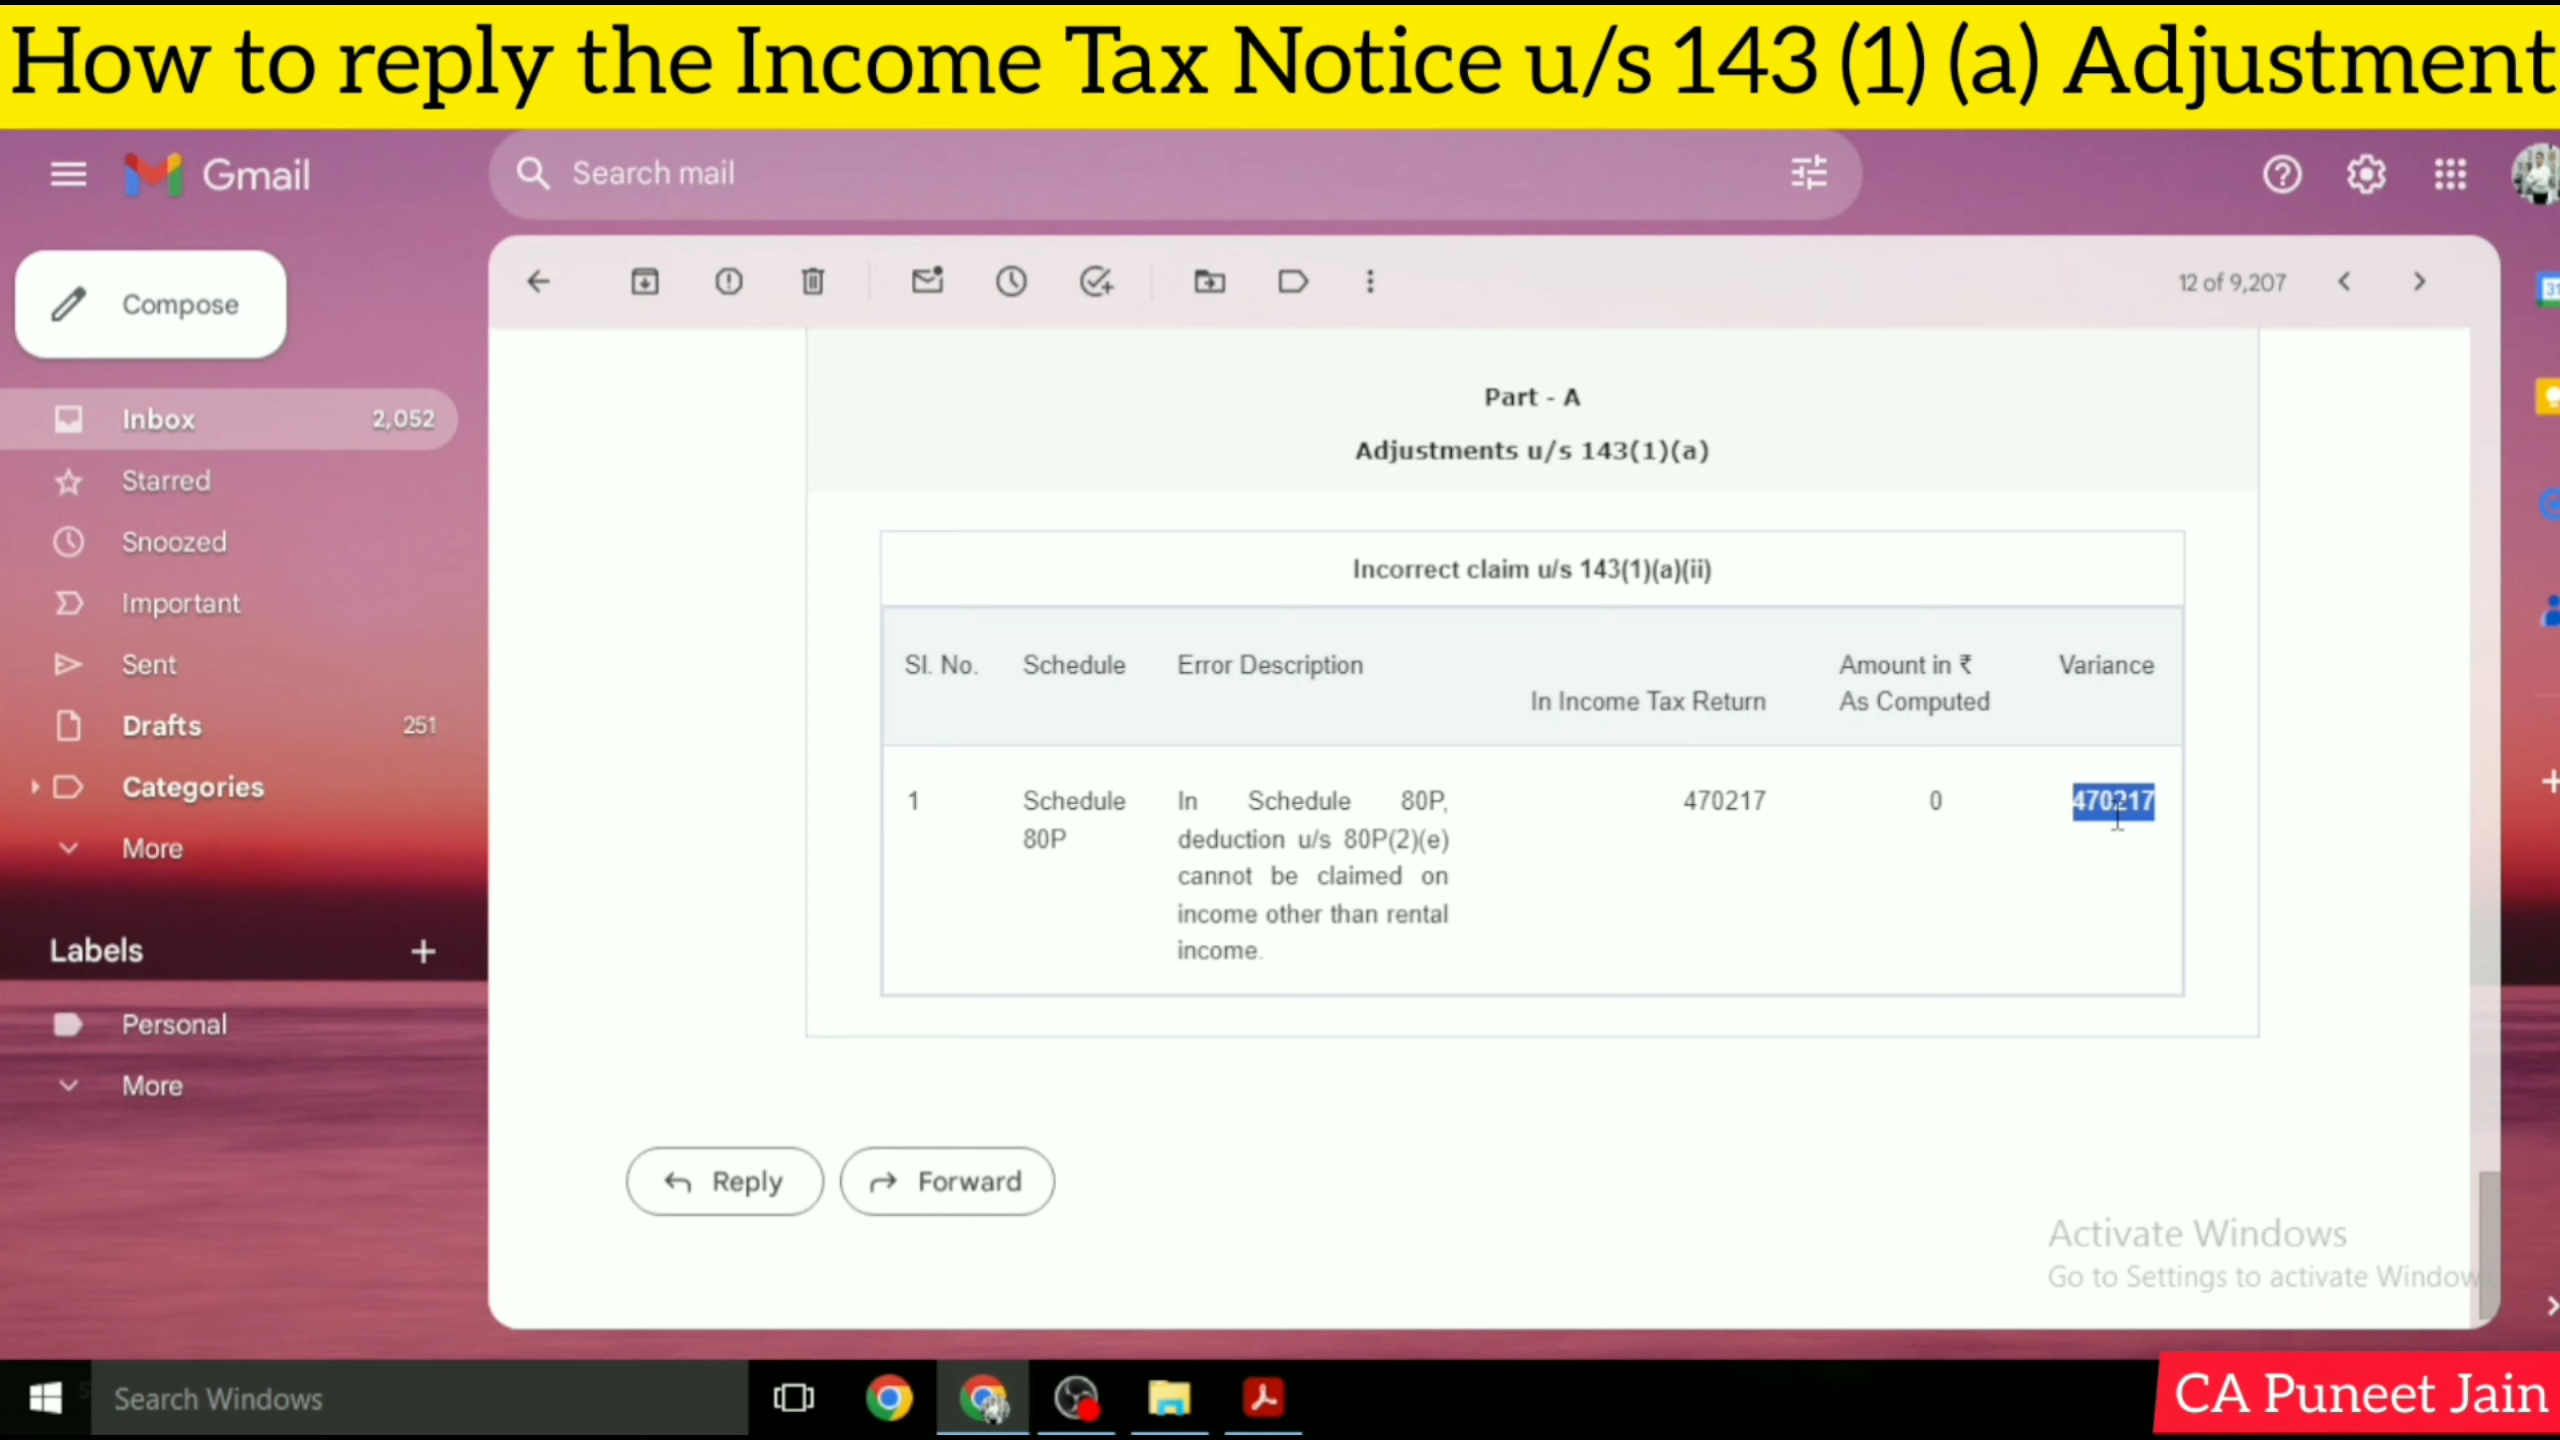 How to reply the Income Tax Notice u/s 143 (1) (a) Adjustment
Gmail
Search mail
Compose
12 of 9,207
Inbox 2,052
Starred
Snoozed
Important
Sent
Drafts 251
Categories
More
Labels
Personal
More
Part - A
Adjustments u/s 143(1)(a)
Incorrect claim u/s 143(1)(a)(ii)
Sl. No. Schedule Error Description Amount in ₹ Variance
In Income Tax Return As Computed
1 Schedule In Schedule 80P, 470217 0 470217
80P deduction u/s 80P(2)(e)
cannot be claimed on
income other than rental
income.
Reply Forward
Activate Windows
Go to Settings to activate Window
Search Windows
CA Puneet Jain